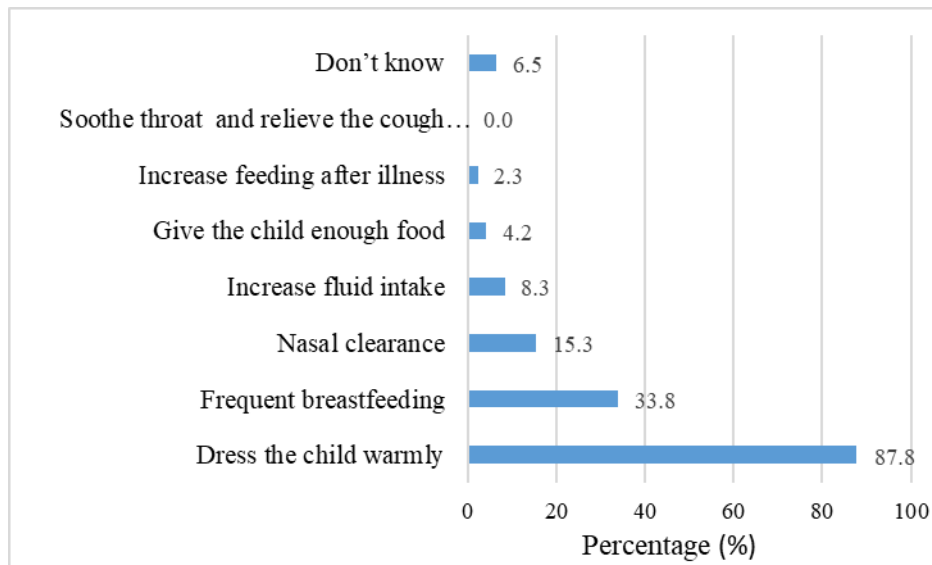 Don’t know 6.5
Soothe throat and relieve the cough… 0.0
Increase feeding after illness 2.3
Give the child enough food 4.2
Increase fluid intake 8.3
Nasal clearance 15.3
Frequent breastfeeding 33.8
Dress the child warmly 87.8
0 20 40 60 80 100
Percentage (%)